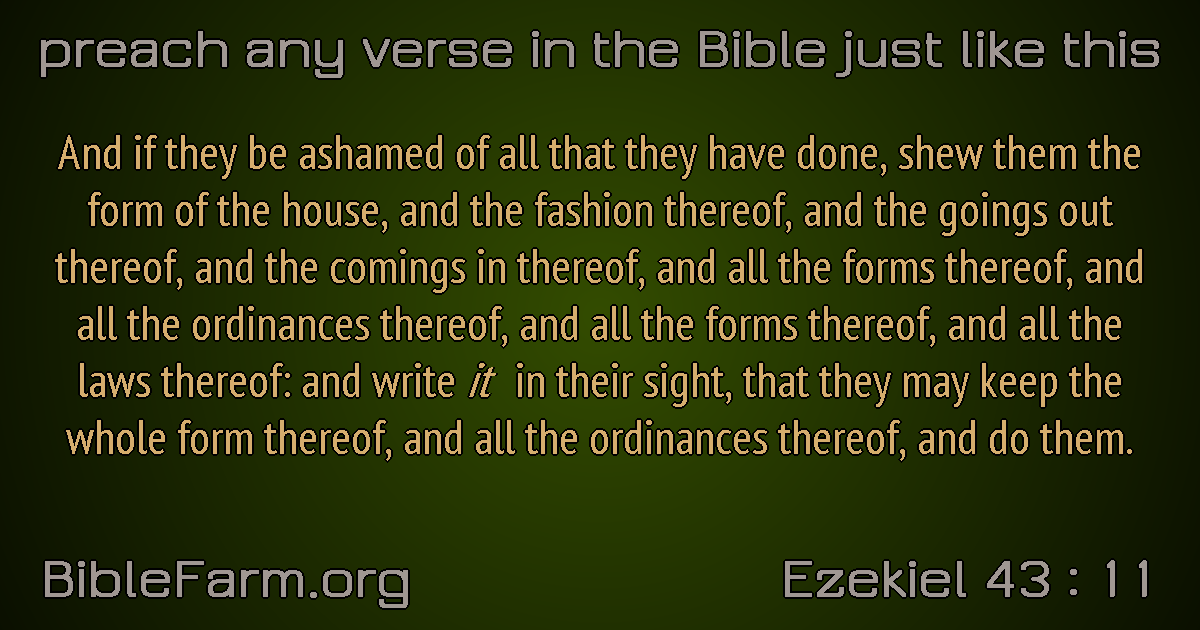 preach any verse in the Bible just like this
And if they be ashamed of all that they have done, shew them the
form of the house, and the fashion thereof, and the goings out
thereof, and the comings in thereof, and all the forms thereof, and
all the ordinances thereof, and all the forms thereof, and all the
laws thereof: and write it in their sight, that they may keep the
whole form thereof, and all the ordinances thereof, and do them.
BibleFarm.org
Ezekiel 43 : 11